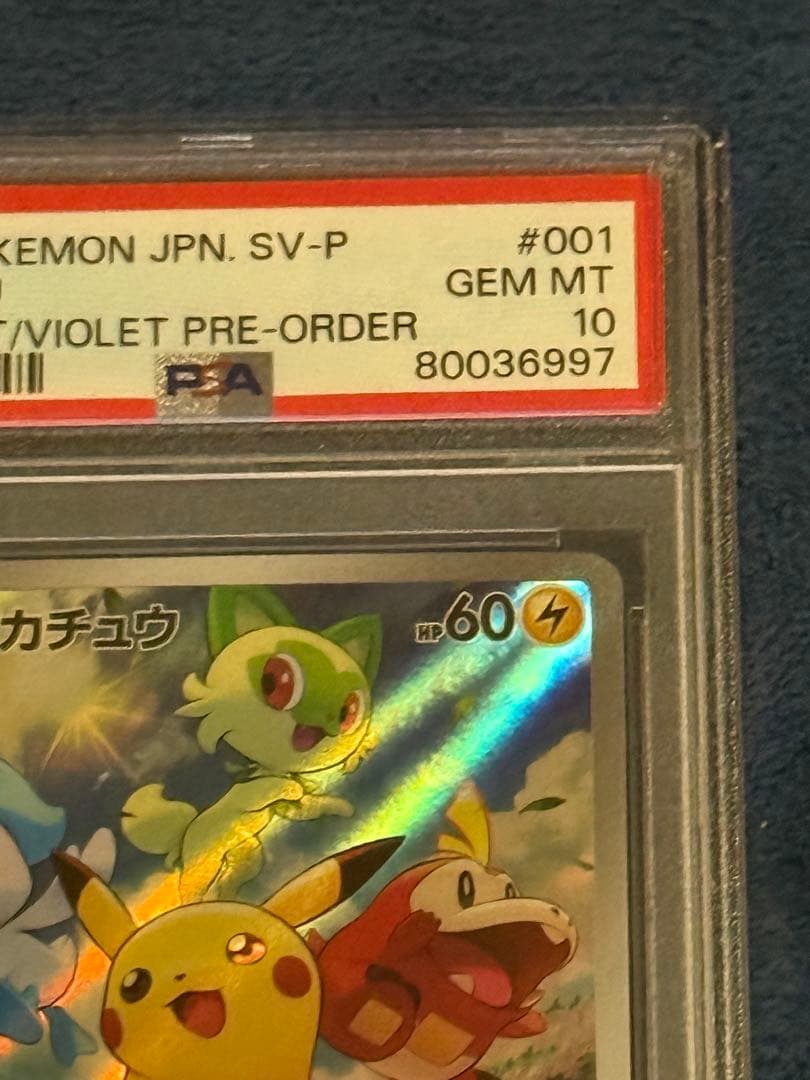 KEMON JPN. SV-P #001
GEM MT
T/VIOLET PRE-ORDER 10
PSA 80036997
カチュウ HP60